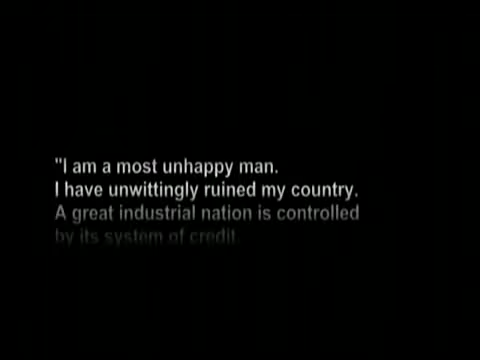 "I am a most unhappy man.
I have unwittingly ruined my country.
A great industrial nation is controlled
by its system of credit.